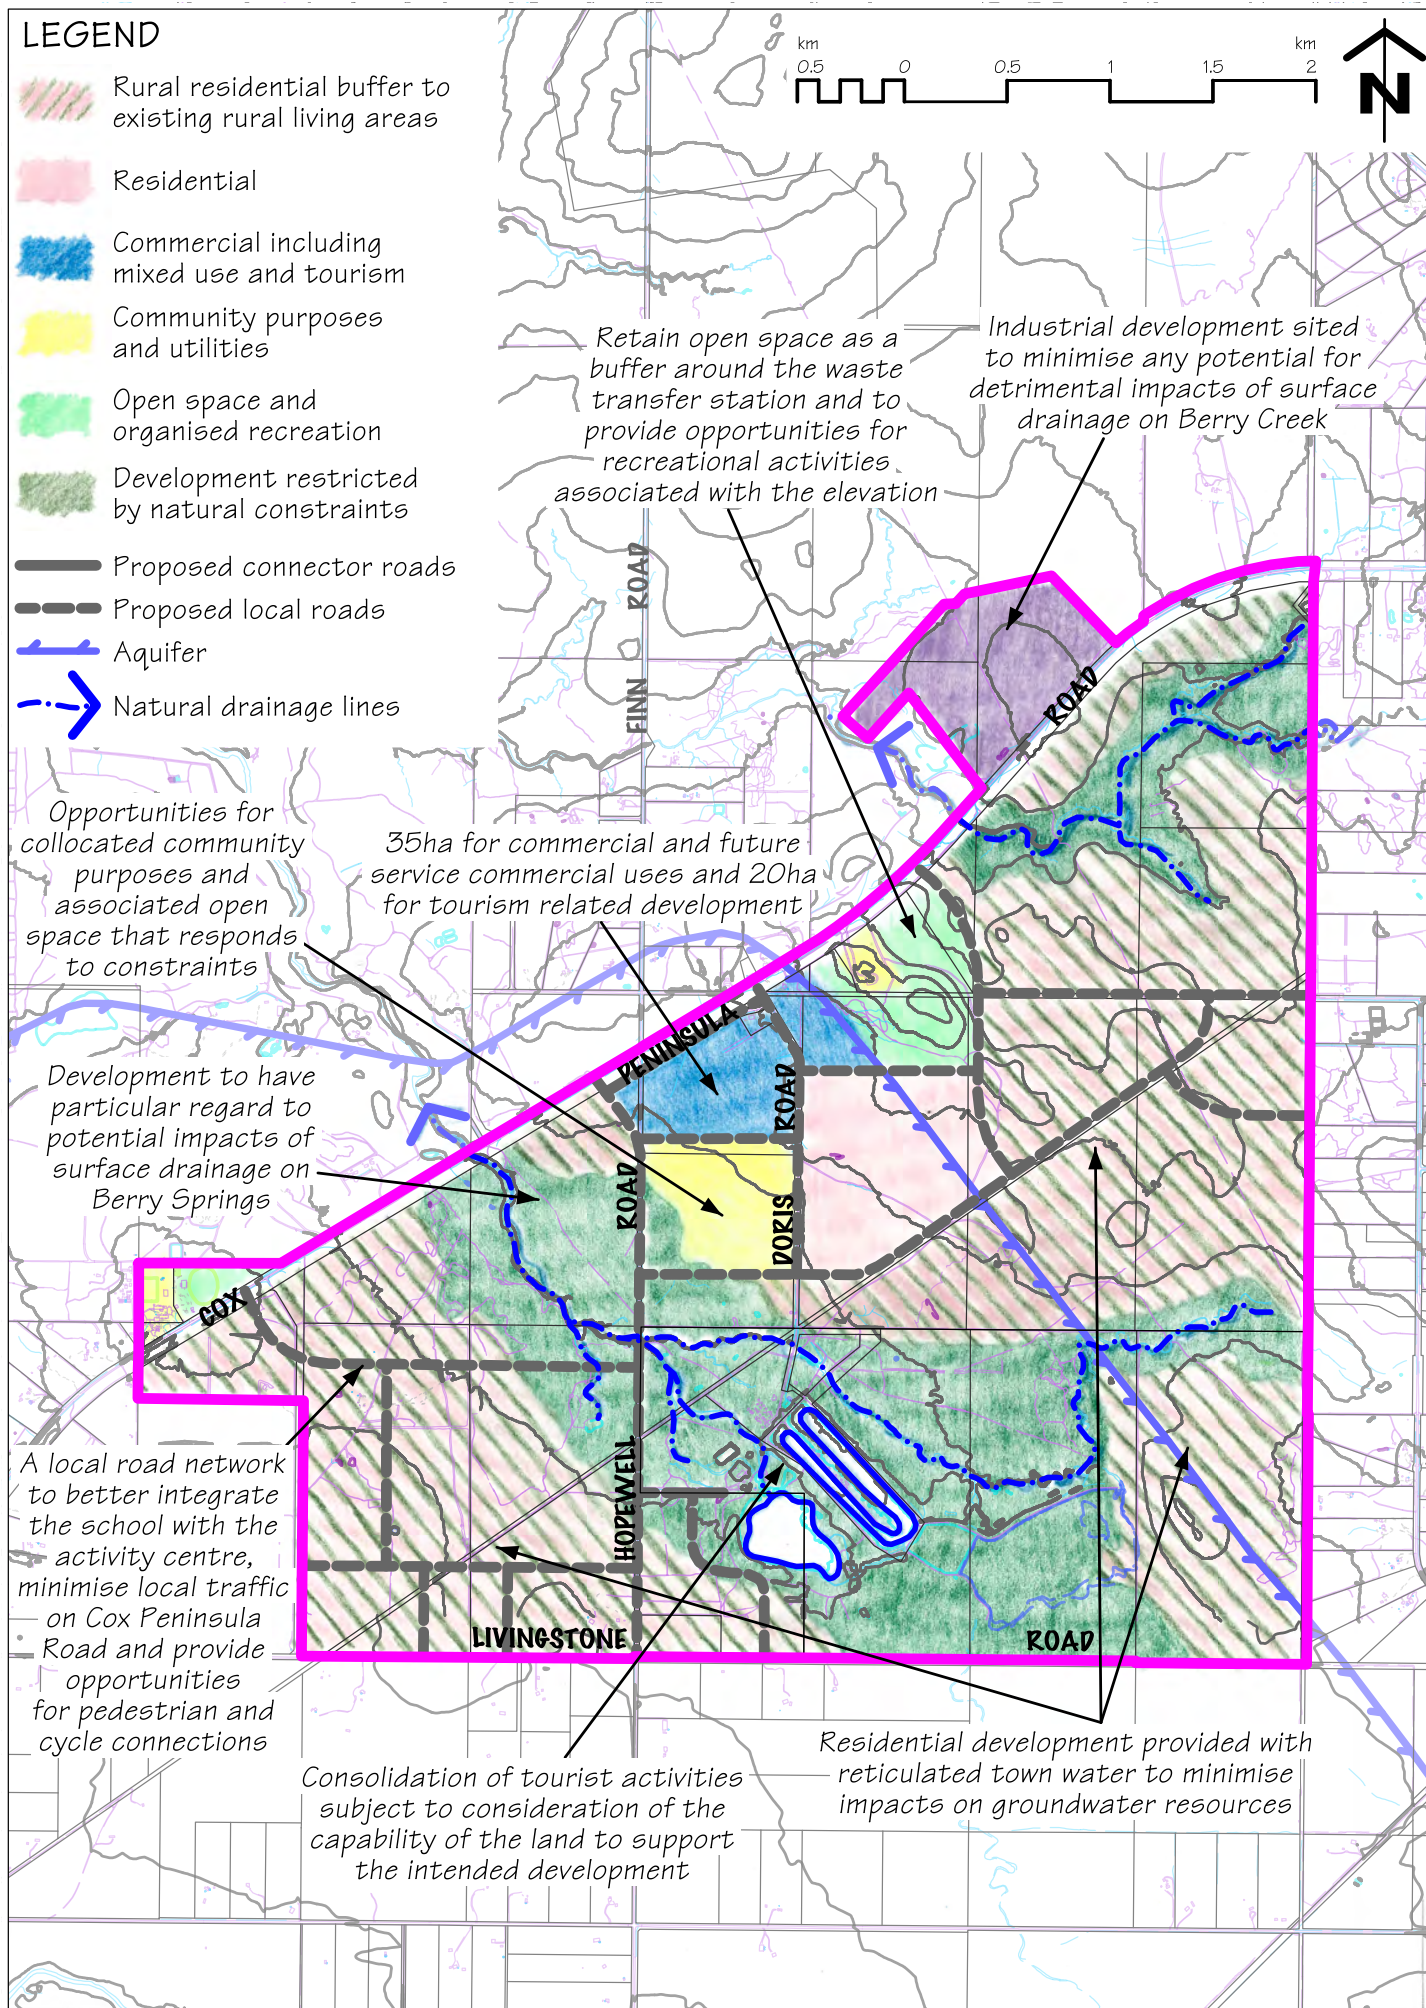 LEGEND
Rural residential buffer to
existing rural living areas
Residential
Commercial including
mixed use and tourism
Community purposes
and utilities
Open space and
organised recreation
Development restricted
by natural constraints
Proposed connector roads
Proposed local roads
Aquifer
Natural drainage lines
km
km
0.5 0 0.5 1 1.5 2
N
Retain open space as a
buffer around the waste
transfer station and to
provide opportunities for
recreational activities
associated with the elevation
Industrial development sited
to minimise any potential for
detrimental impacts of surface
drainage on Berry Creek
FINN ROAD
ROAD
Opportunities for
collocated community
purposes and
associated open
space that responds
to constraints
35ha for commercial and future
service commercial uses and 20ha
for tourism related development
PENINSULA
Development to have
particular regard to
potential impacts of
surface drainage on
Berry Springs
ROAD
ROAD
DORIS
COX
HOPEWELL
A local road network
to better integrate
the school with the
activity centre,
minimise local traffic
on Cox Peninsula
Road and provide
opportunities
for pedestrian and
cycle connections
LIVINGSTONE
ROAD
Consolidation of tourist activities
subject to consideration of the
capability of the land to support
the intended development
Residential development provided with
reticulated town water to minimise
impacts on groundwater resources